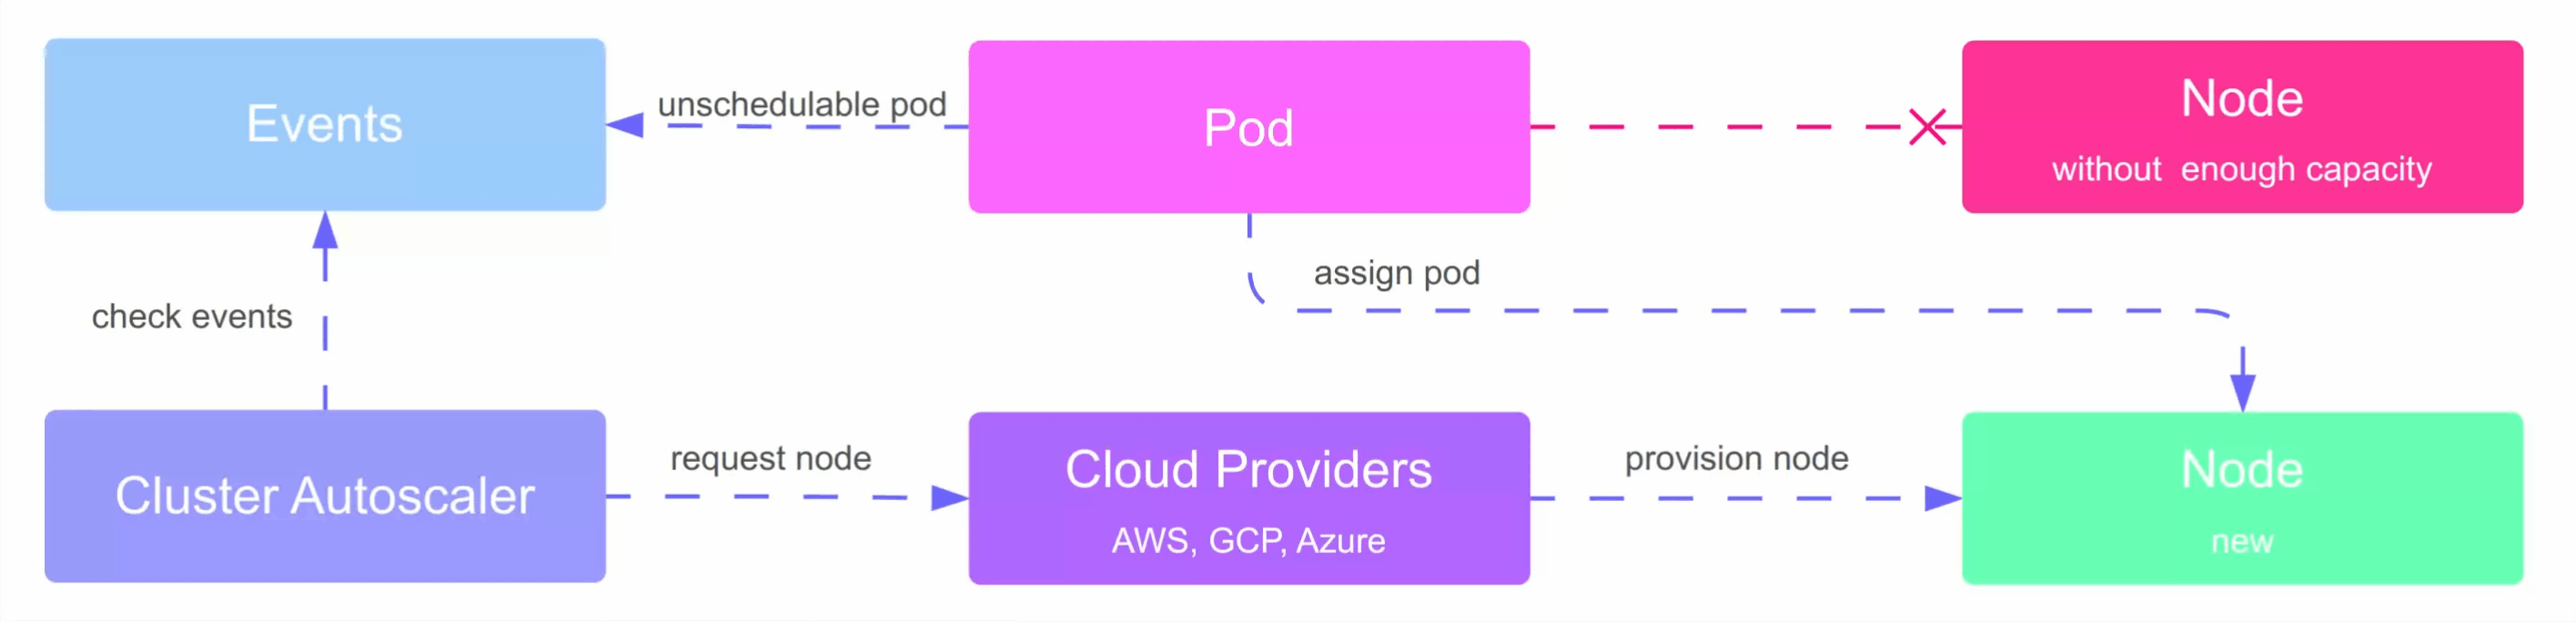 Events
unschedulable pod
Pod
Node
without  enough capacity
check events
assign pod
Cluster Autoscaler
request node
Cloud Providers
AWS, GCP, Azure
provision node
Node
new